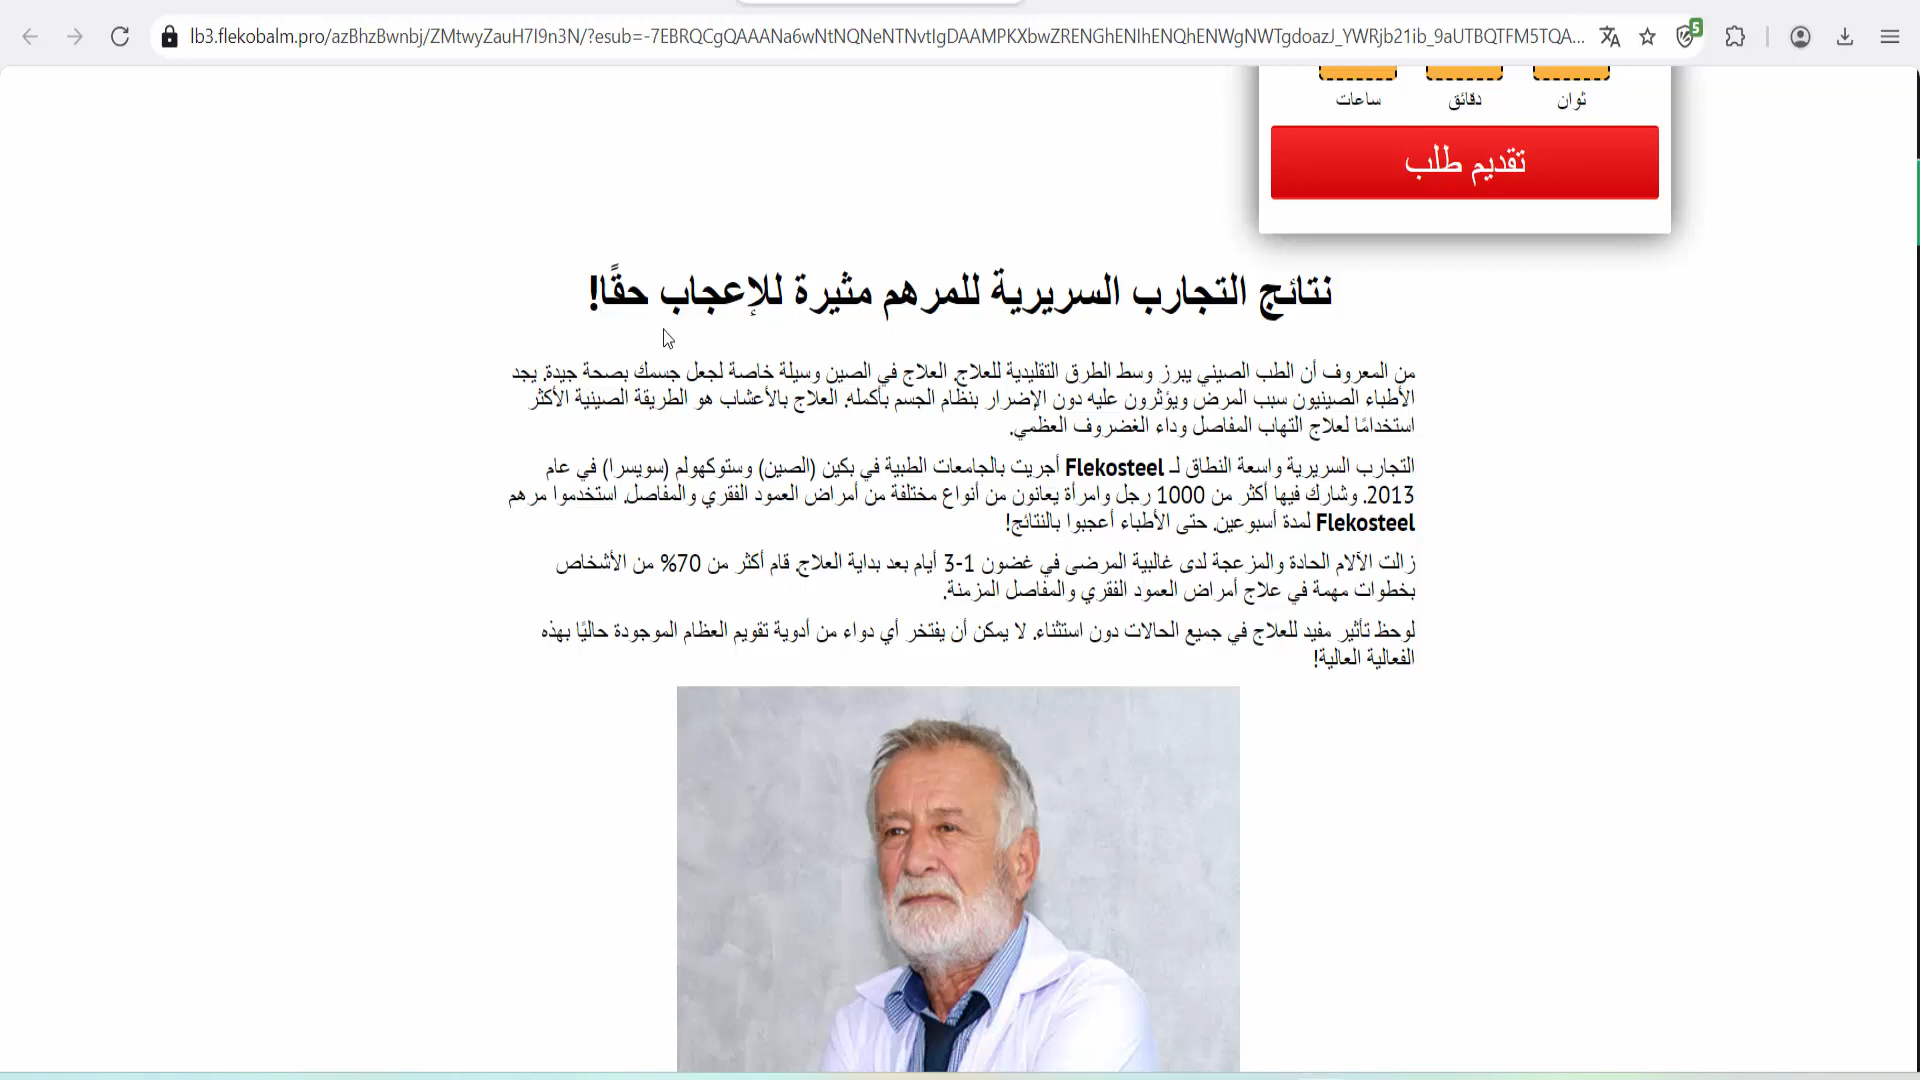 lb3.flekobalm.pro/azBhzBwnbj/ZMtwyZauH7I9n3N/?esub=-7EBRQCgQAAANa6wNtNQNeNTNvtIgDAAMPKXbwZRENGhENIhENQhENWgNWTgdoazJ_YWRjb21ib_9aUTBQTFM5TQA...
5
ثوان
دقائق
ساعات
تقديم طلب
نتائج التجارب السريرية للمرهم مثيرة للإعجاب حقًا!
من المعروف أن الطب الصيني يبرز وسط الطرق التقليدية للعلاج. العلاج في الصين وسيلة خاصة لجعل جسمك بصحة جيدة. يجد
الأطباء الصينيون سبب المرض ويؤثرون عليه دون الإضرار بنظام الجسم بأكمله. العلاج بالأعشاب هو الطريقة الصينية الأكثر
استخدامًا لعلاج التهاب المفاصل وداء الغضروف العظمي.
التجارب السريرية واسعة النطاق لـ Flekosteel أجريت بالجامعات الطبية في بكين (الصين) وستوكهولم (سويسرا) في عام
2013. وشارك فيها أكثر من 1000 رجل وامرأة يعانون من أنواع مختلفة من أمراض العمود الفقري والمفاصل. استخدموا مرهم
Flekosteel لمدة أسبوعين. حتى الأطباء أعجبوا بالنتائج!
زالت الآلام الحادة والمزعجة لدى غالبية المرضى في غضون 1-3 أيام بعد بداية العلاج. قام أكثر من 70% من الأشخاص
بخطوات مهمة في علاج أمراض العمود الفقري والمفاصل المزمنة.
لوحظ تأثير مفيد للعلاج في جميع الحالات دون استثناء. لا يمكن أن يفتخر أي دواء من أدوية تقويم العظام الموجودة حاليًا بهذه
الفعالية العالية!